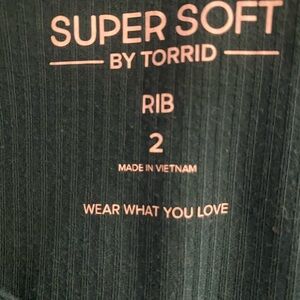 SUPER SOFT
BY TORRID
RIB
2
MADE IN VIETNAM
WEAR WHAT YOU LOVE